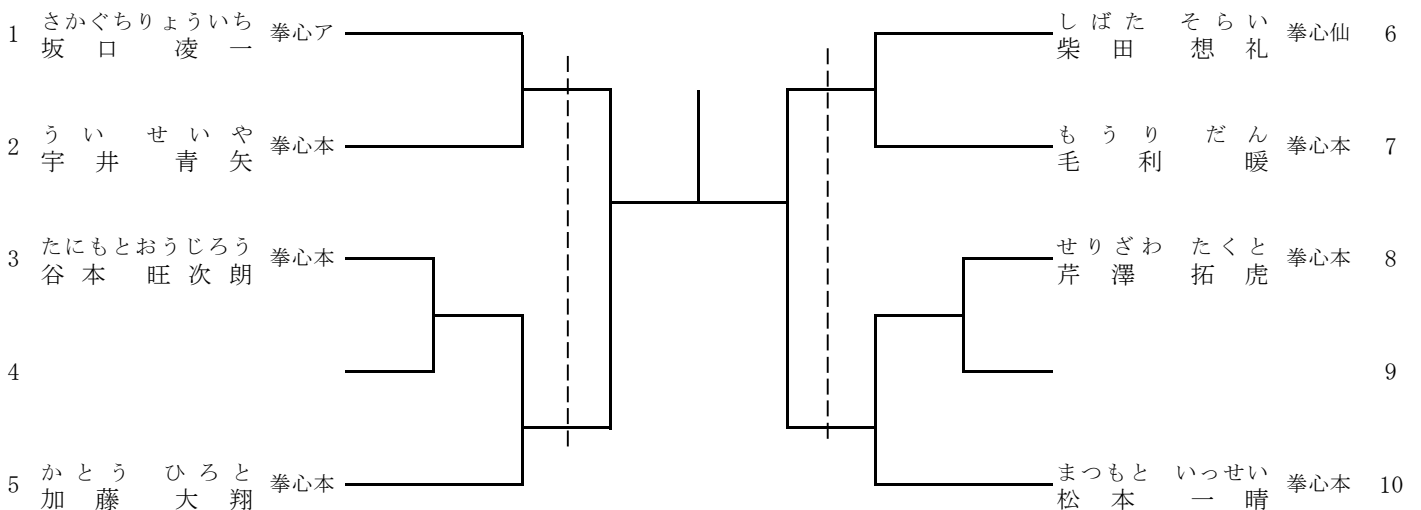 さかぐちりょういち
1 坂口 凌一 拳心ア
うい せいや
2 宇井 青矢 拳心本
たにもとおうじろう
3 谷本 旺次朗 拳心本
4
かとう ひろと
5 加藤 大翔 拳心本
しばた そらい
柴田 想礼 拳心仙 6
もうり だん
毛利 暖 拳心本 7
せりざわ たくと
芹澤 拓虎 拳心本 8
9
まつもと いっせい
松本 一晴 拳心本 10